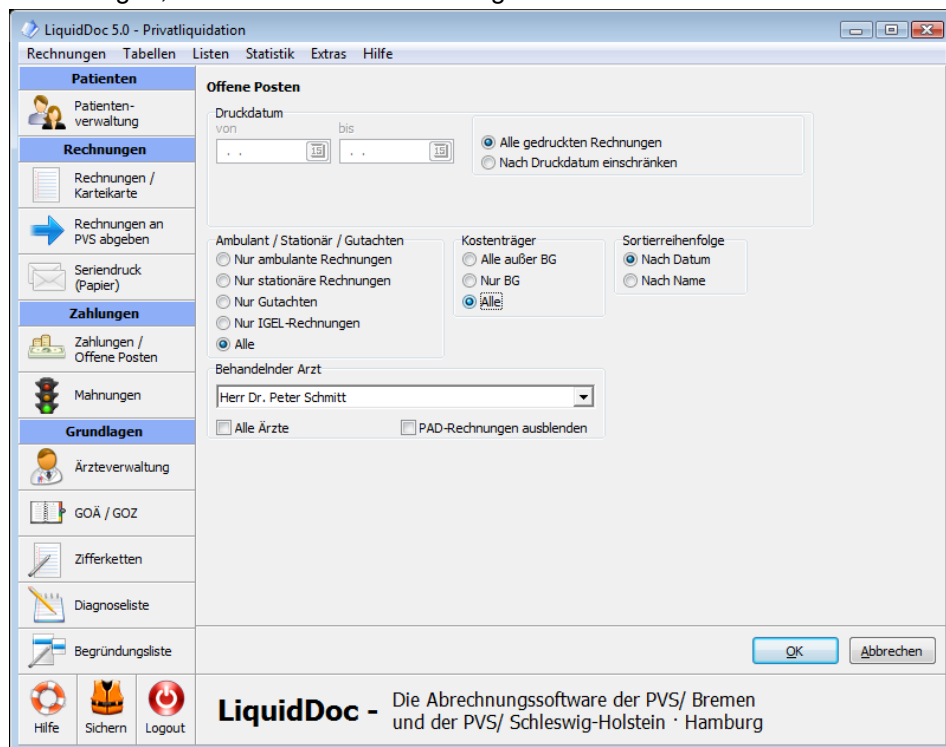 LiquidDoc 5.0 - Privatliquidation
Rechnungen Tabellen Listen Statistik Extras Hilfe
Patienten
Patienten-
verwaltung
Rechnungen
Rechnungen /
Karteikarte
Rechnungen an
PVS abgeben
Seriendruck
(Papier)
Zahlungen
Zahlungen /
Offene Posten
Mahnungen
Grundlagen
Ärzteverwaltung
GOÄ / GOZ
Zifferketten
Diagnoseliste
Begründungsliste
Hilfe Sichern Logout
Offene Posten
Druckdatum
von bis
. . 15 . . 15
Alle gedruckten Rechnungen
Nach Druckdatum einschränken
Ambulant / Stationär / Gutachten
Nur ambulante Rechnungen
Nur stationäre Rechnungen
Nur Gutachten
Nur IGEL-Rechnungen
Alle
Kostenträger
Alle außer BG
Nur BG
Alle
Sortierreihenfolge
Nach Datum
Nach Name
Behandelnder Arzt
Herr Dr. Peter Schmitt
Alle Ärzte PAD-Rechnungen ausblenden
OK Abbrechen
LiquidDoc - Die Abrechnungssoftware der PVS/ Bremen
und der PVS/ Schleswig-Holstein · Hamburg